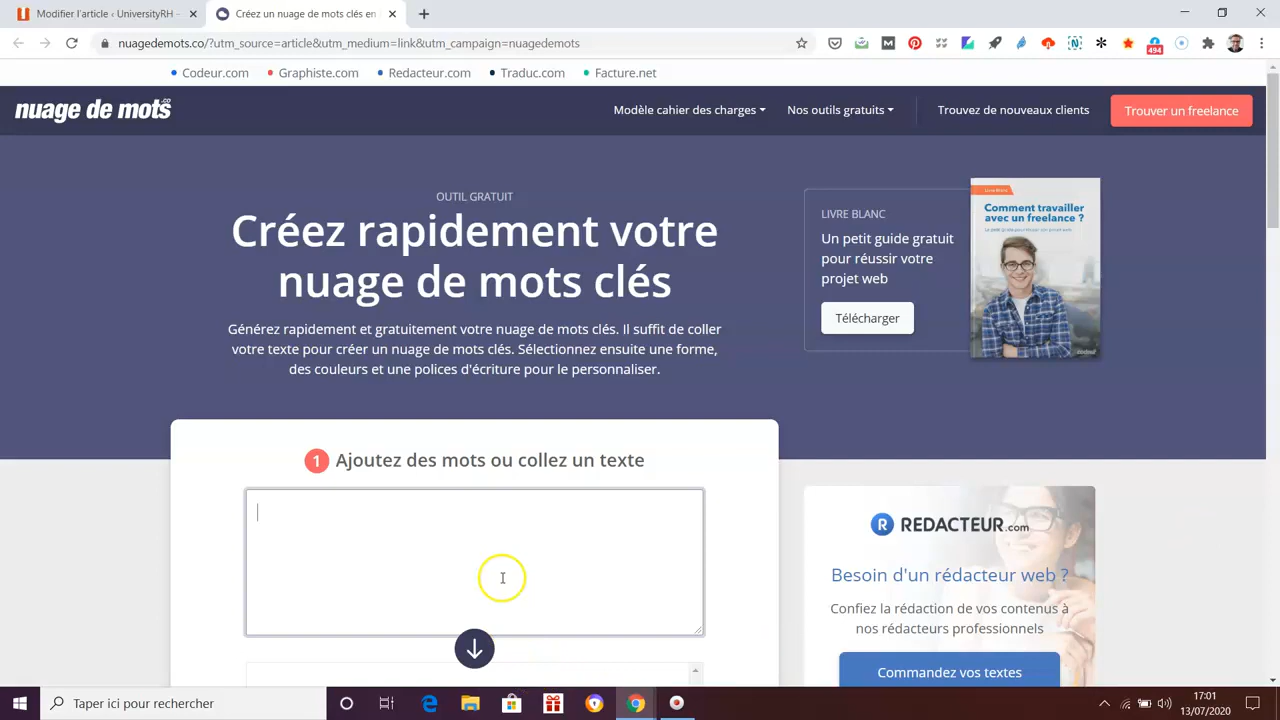 Modifier l'article ‹ UniversityRH
Créez un nuage de mots clés en
nuagedemots.co/?utm_source=article&utm_medium=link&utm_campaign=nuagedemots
494
Codeur.com
Graphiste.com
Redacteur.com
Traduc.com
Facture.net
nuage de mots
Modèle cahier des charges
Nos outils gratuits
Trouvez de nouveaux clients
Trouver un freelance
OUTIL GRATUIT
Créez rapidement votre
nuage de mots clés
Générez rapidement et gratuitement votre nuage de mots clés. Il suffit de coller
votre texte pour créer un nuage de mots clés. Sélectionnez ensuite une forme,
des couleurs et une polices d'écriture pour le personnaliser.
LIVRE BLANC
Un petit guide gratuit
pour réussir votre
projet web
Télécharger
Comment travailler
avec un freelance ?
1 Ajoutez des mots ou collez un texte
R REDACTEUR.com
Besoin d'un rédacteur web ?
Confiez la rédaction de vos contenus à
nos rédacteurs professionnels
Commandez vos textes
Taper ici pour rechercher
17:01
13/07/2020